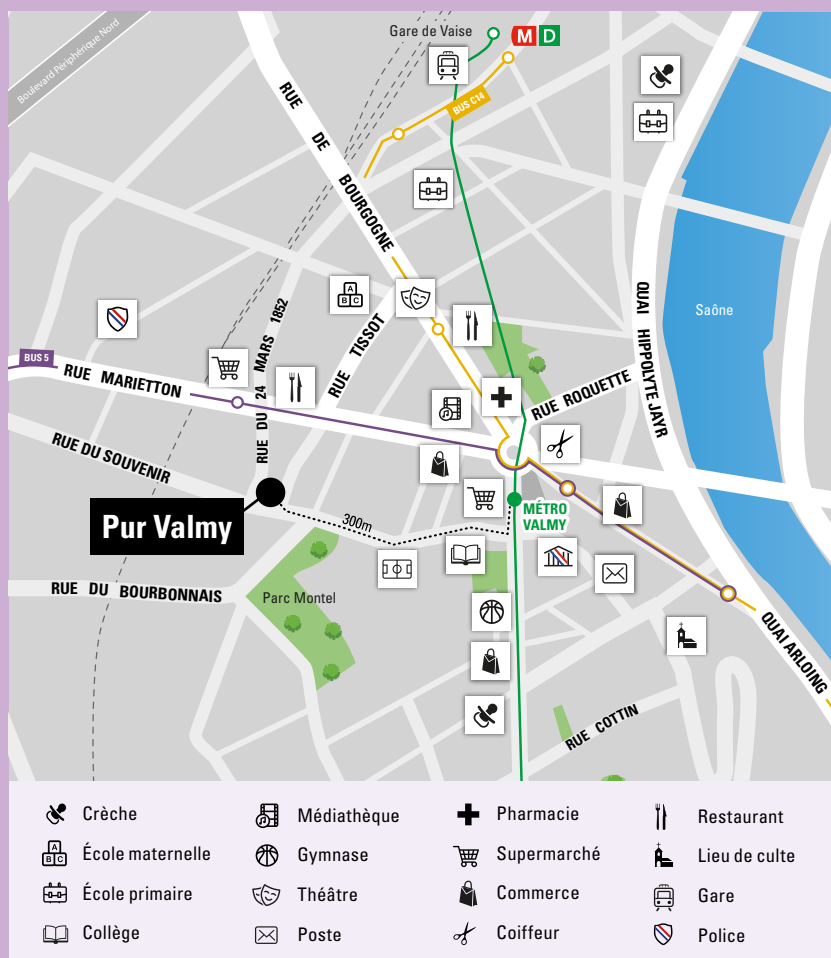 Boulevard Périphérique Nord
Gare de Vaise
M D
BUS C14
RUE DE BOURGOGNE
RUE DU 24 MARS 1852
RUE TISSOT
A
B C
Saône
QUAI HIPPOLYTE JAYR
BUS 5
RUE MARIETTON
RUE ROQUETTE
RUE DU SOUVENIR
Pur Valmy
300m
MÉTRO
VALMY
RUE DU BOURBONNAIS
Parc Montel
QUAI ARLOING
RUE COTTIN
Crèche
Médiathèque
Pharmacie
Restaurant
A
B C
École maternelle
Gymnase
Supermarché
Lieu de culte
École primaire
Théâtre
Commerce
Gare
Collège
Poste
Coiffeur
Police